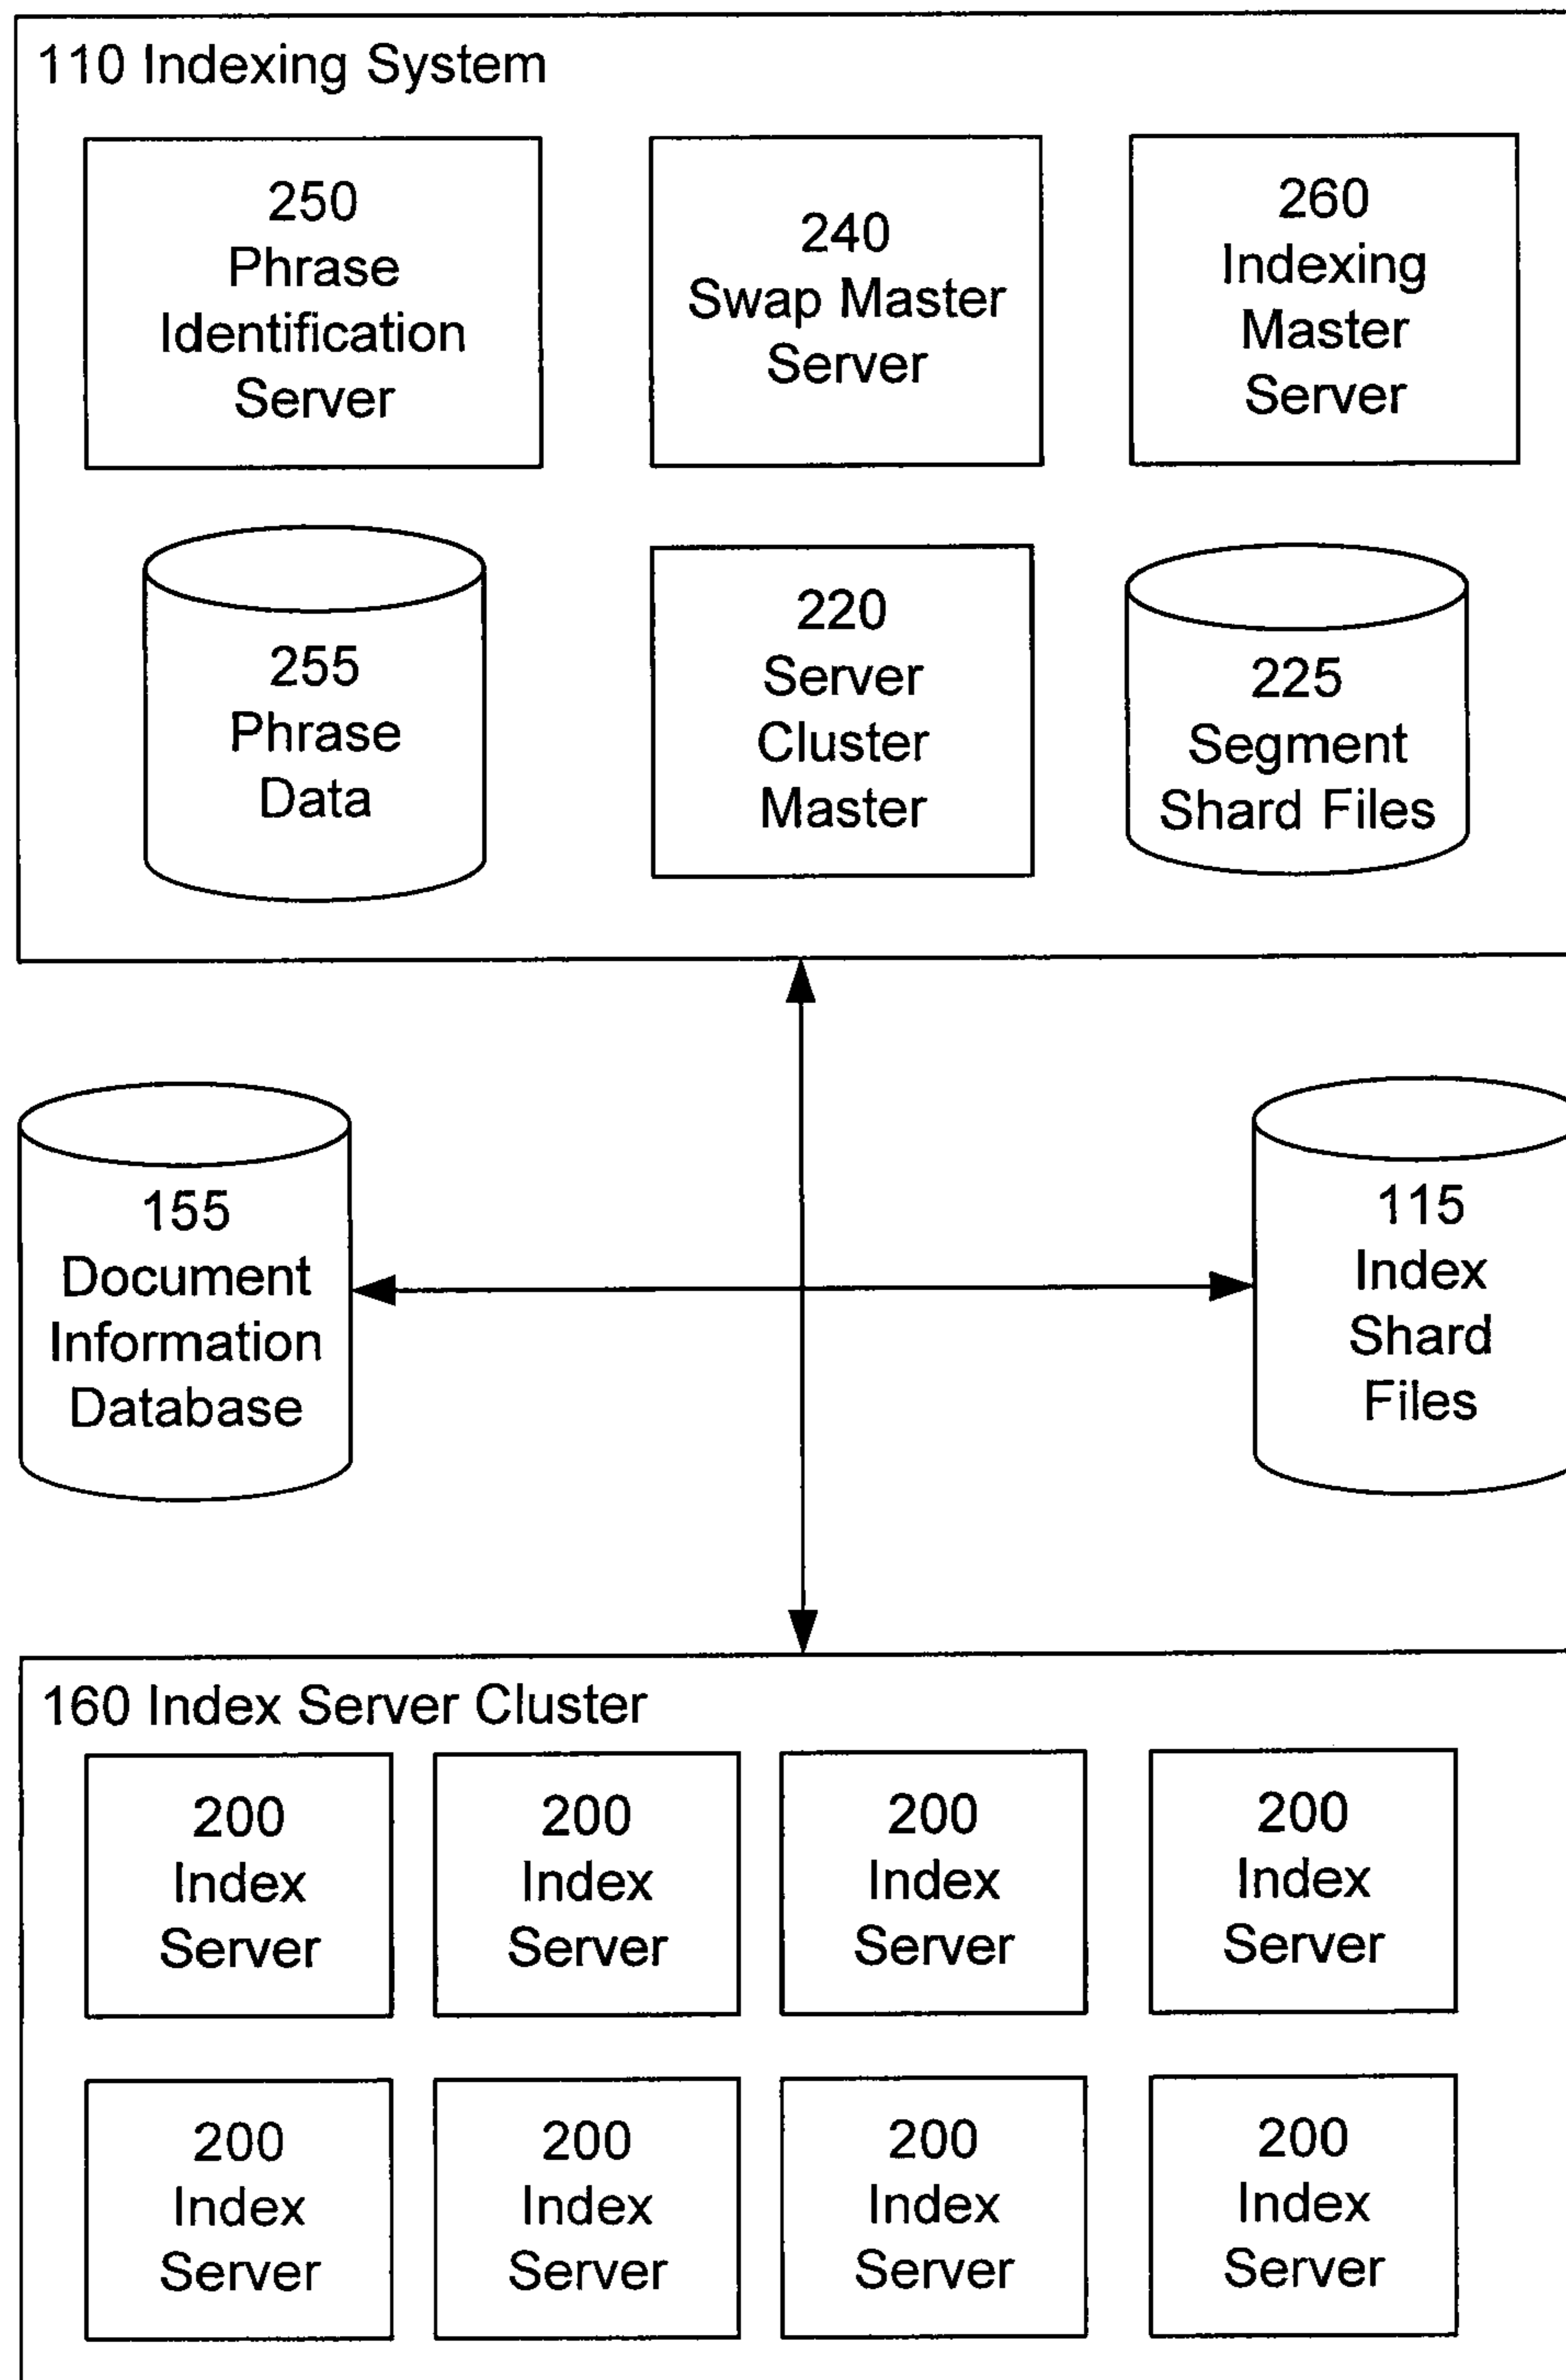 110 Indexing System
250
Phrase
Identification
Server
240
Swap Master
Server
260
Indexing
Master
Server
255
Phrase
Data
220
Server
Cluster
Master
225
Segment
Shard Files
155
Document
Information
Database
115
Index
Shard
Files
160 Index Server Cluster
200
Index
Server
200
Index
Server
200
Index
Server
200
Index
Server
200
Index
Server
200
Index
Server
200
Index
Server
200
Index
Server